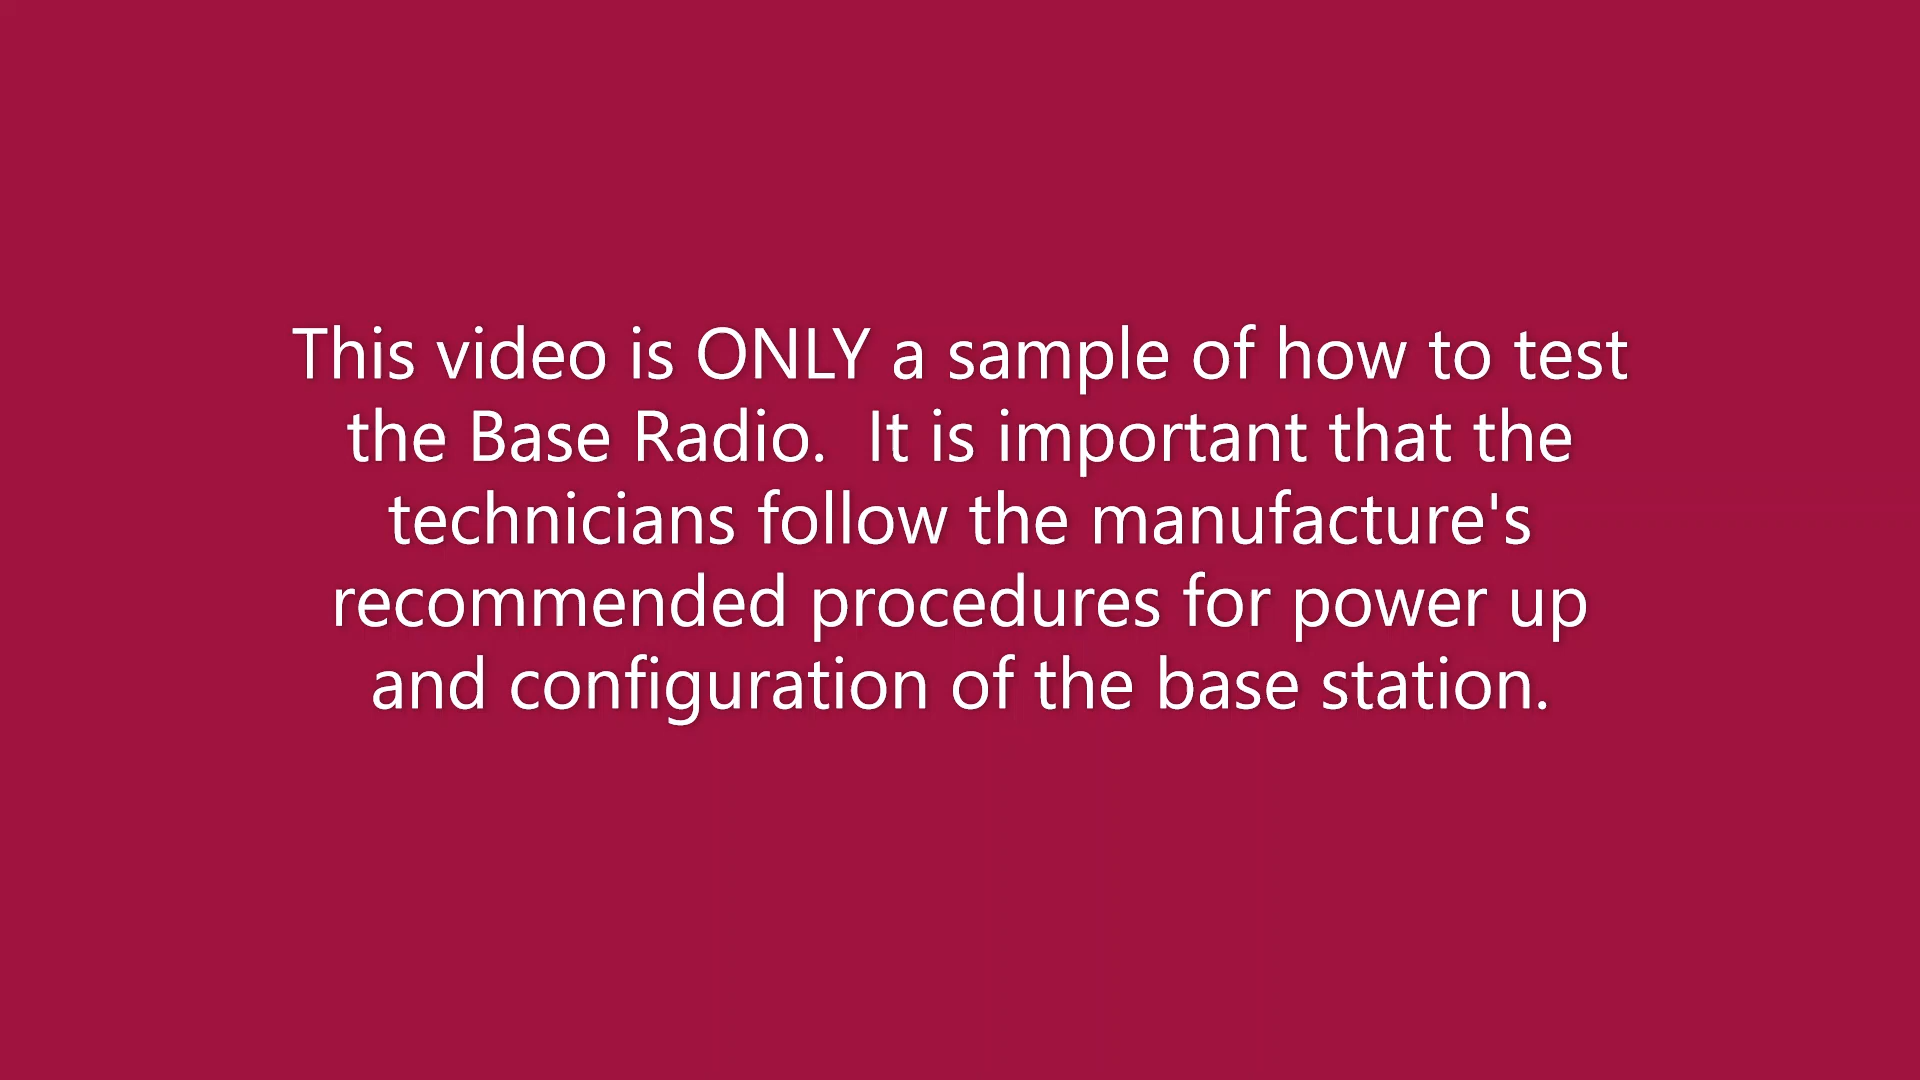 This video is ONLY a sample of how to test
the Base Radio.  It is important that the
technicians follow the manufacture's
recommended procedures for power up
and configuration of the base station.